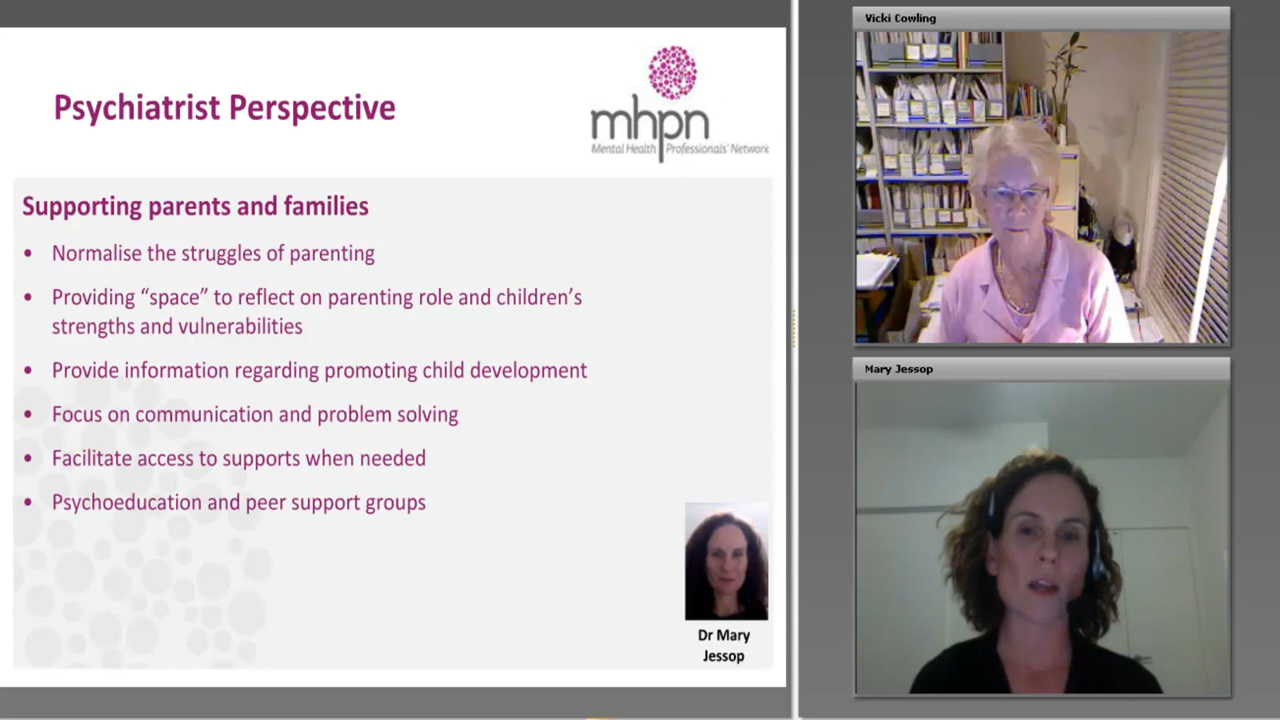 Psychiatrist Perspective
mhpn
Mental Health Professionals' Network
Supporting parents and families
• Normalise the struggles of parenting
• Providing “space” to reflect on parenting role and children’s
strengths and vulnerabilities
• Provide information regarding promoting child development
• Focus on communication and problem solving
• Facilitate access to supports when needed
• Psychoeducation and peer support groups
Dr Mary
Jessop
Vicki Cowling
Mary Jessop